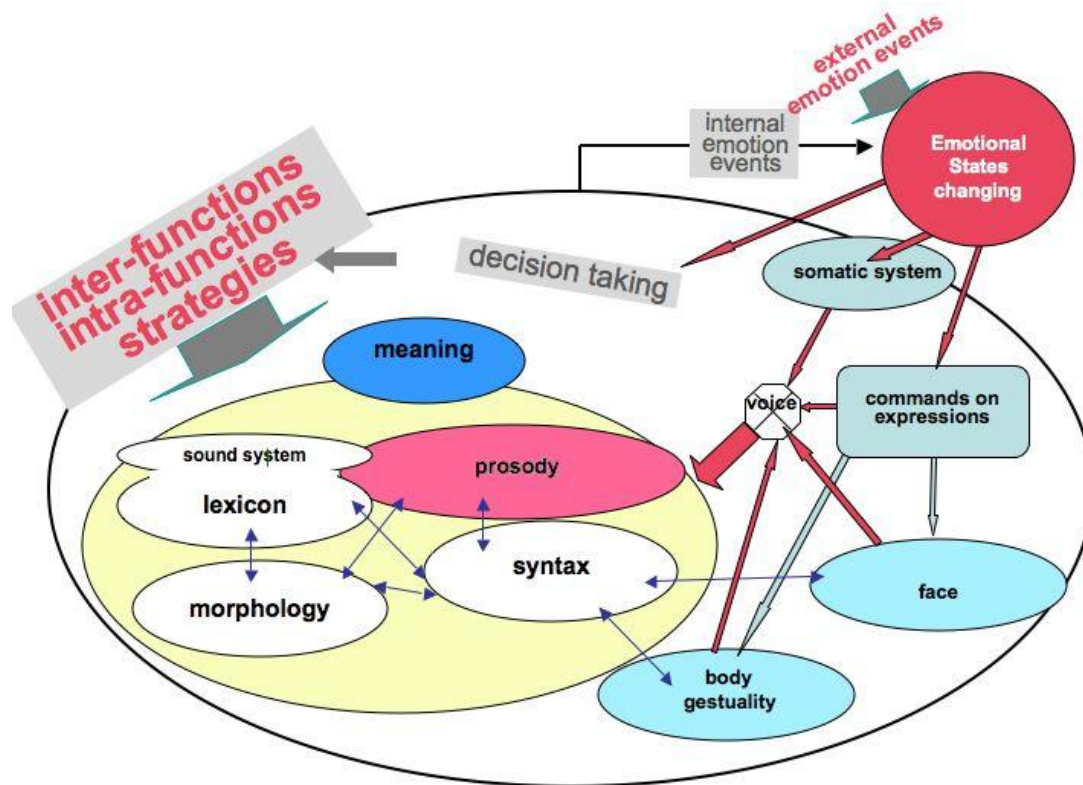 external
emotion events
internal
emotion
events
Emotional
States
changing
inter-functions
intra-functions
strategies
decision taking
somatic system
meaning
voice
commands on
expressions
sound system
prosody
lexicon
syntax
morphology
face
body
gestuality